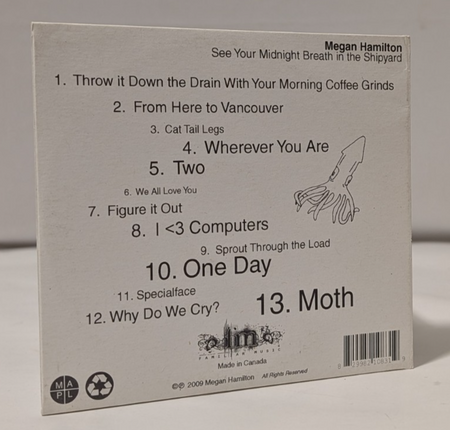 Megan Hamilton
See Your Midnight Breath in the Shipyard
1. Throw it Down the Drain With Your Morning Coffee Grinds
2. From Here to Vancouver
3. Cat Tail Legs
4. Wherever You Are
5. Two
6. We All Love You
7. Figure it Out
8. I <3 Computers
9. Sprout Through the Load
10. One Day
11. Specialface
12. Why Do We Cry?
13. Moth
Made in Canada
©℗ 2009 Megan Hamilton All Rights Reserved
M A
P L